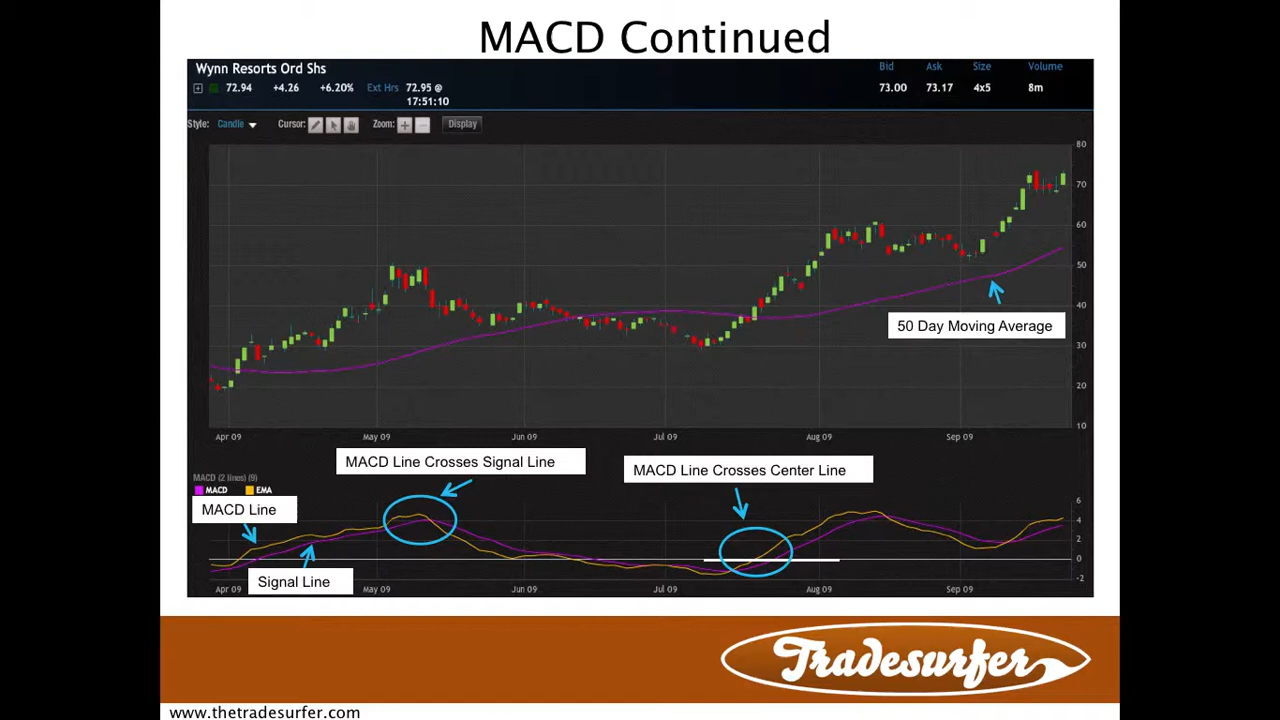 MACD Continued
Wynn Resorts Ord Shs
Bid Ask Size Volume
72.94 +4.26 +6.20% Ext Hrs 72.95 @ 73.00 73.17 4x5 8m
17:51:10
Style: Candle Cursor: Zoom: Display
80
70
60
50
40
30
20
10
50 Day Moving Average
Apr 09 May 09 Jun 09 Jul 09 Aug 09 Sep 09
MACD Line Crosses Signal Line
MACD Line Crosses Center Line
MACD (2 lines) (9)
MACD EMA
MACD Line
Signal Line
6
4
2
0
-2
Apr 09 May 09 Jun 09 Jul 09 Aug 09 Sep 09
Tradesurfer
www.thetradesurfer.com